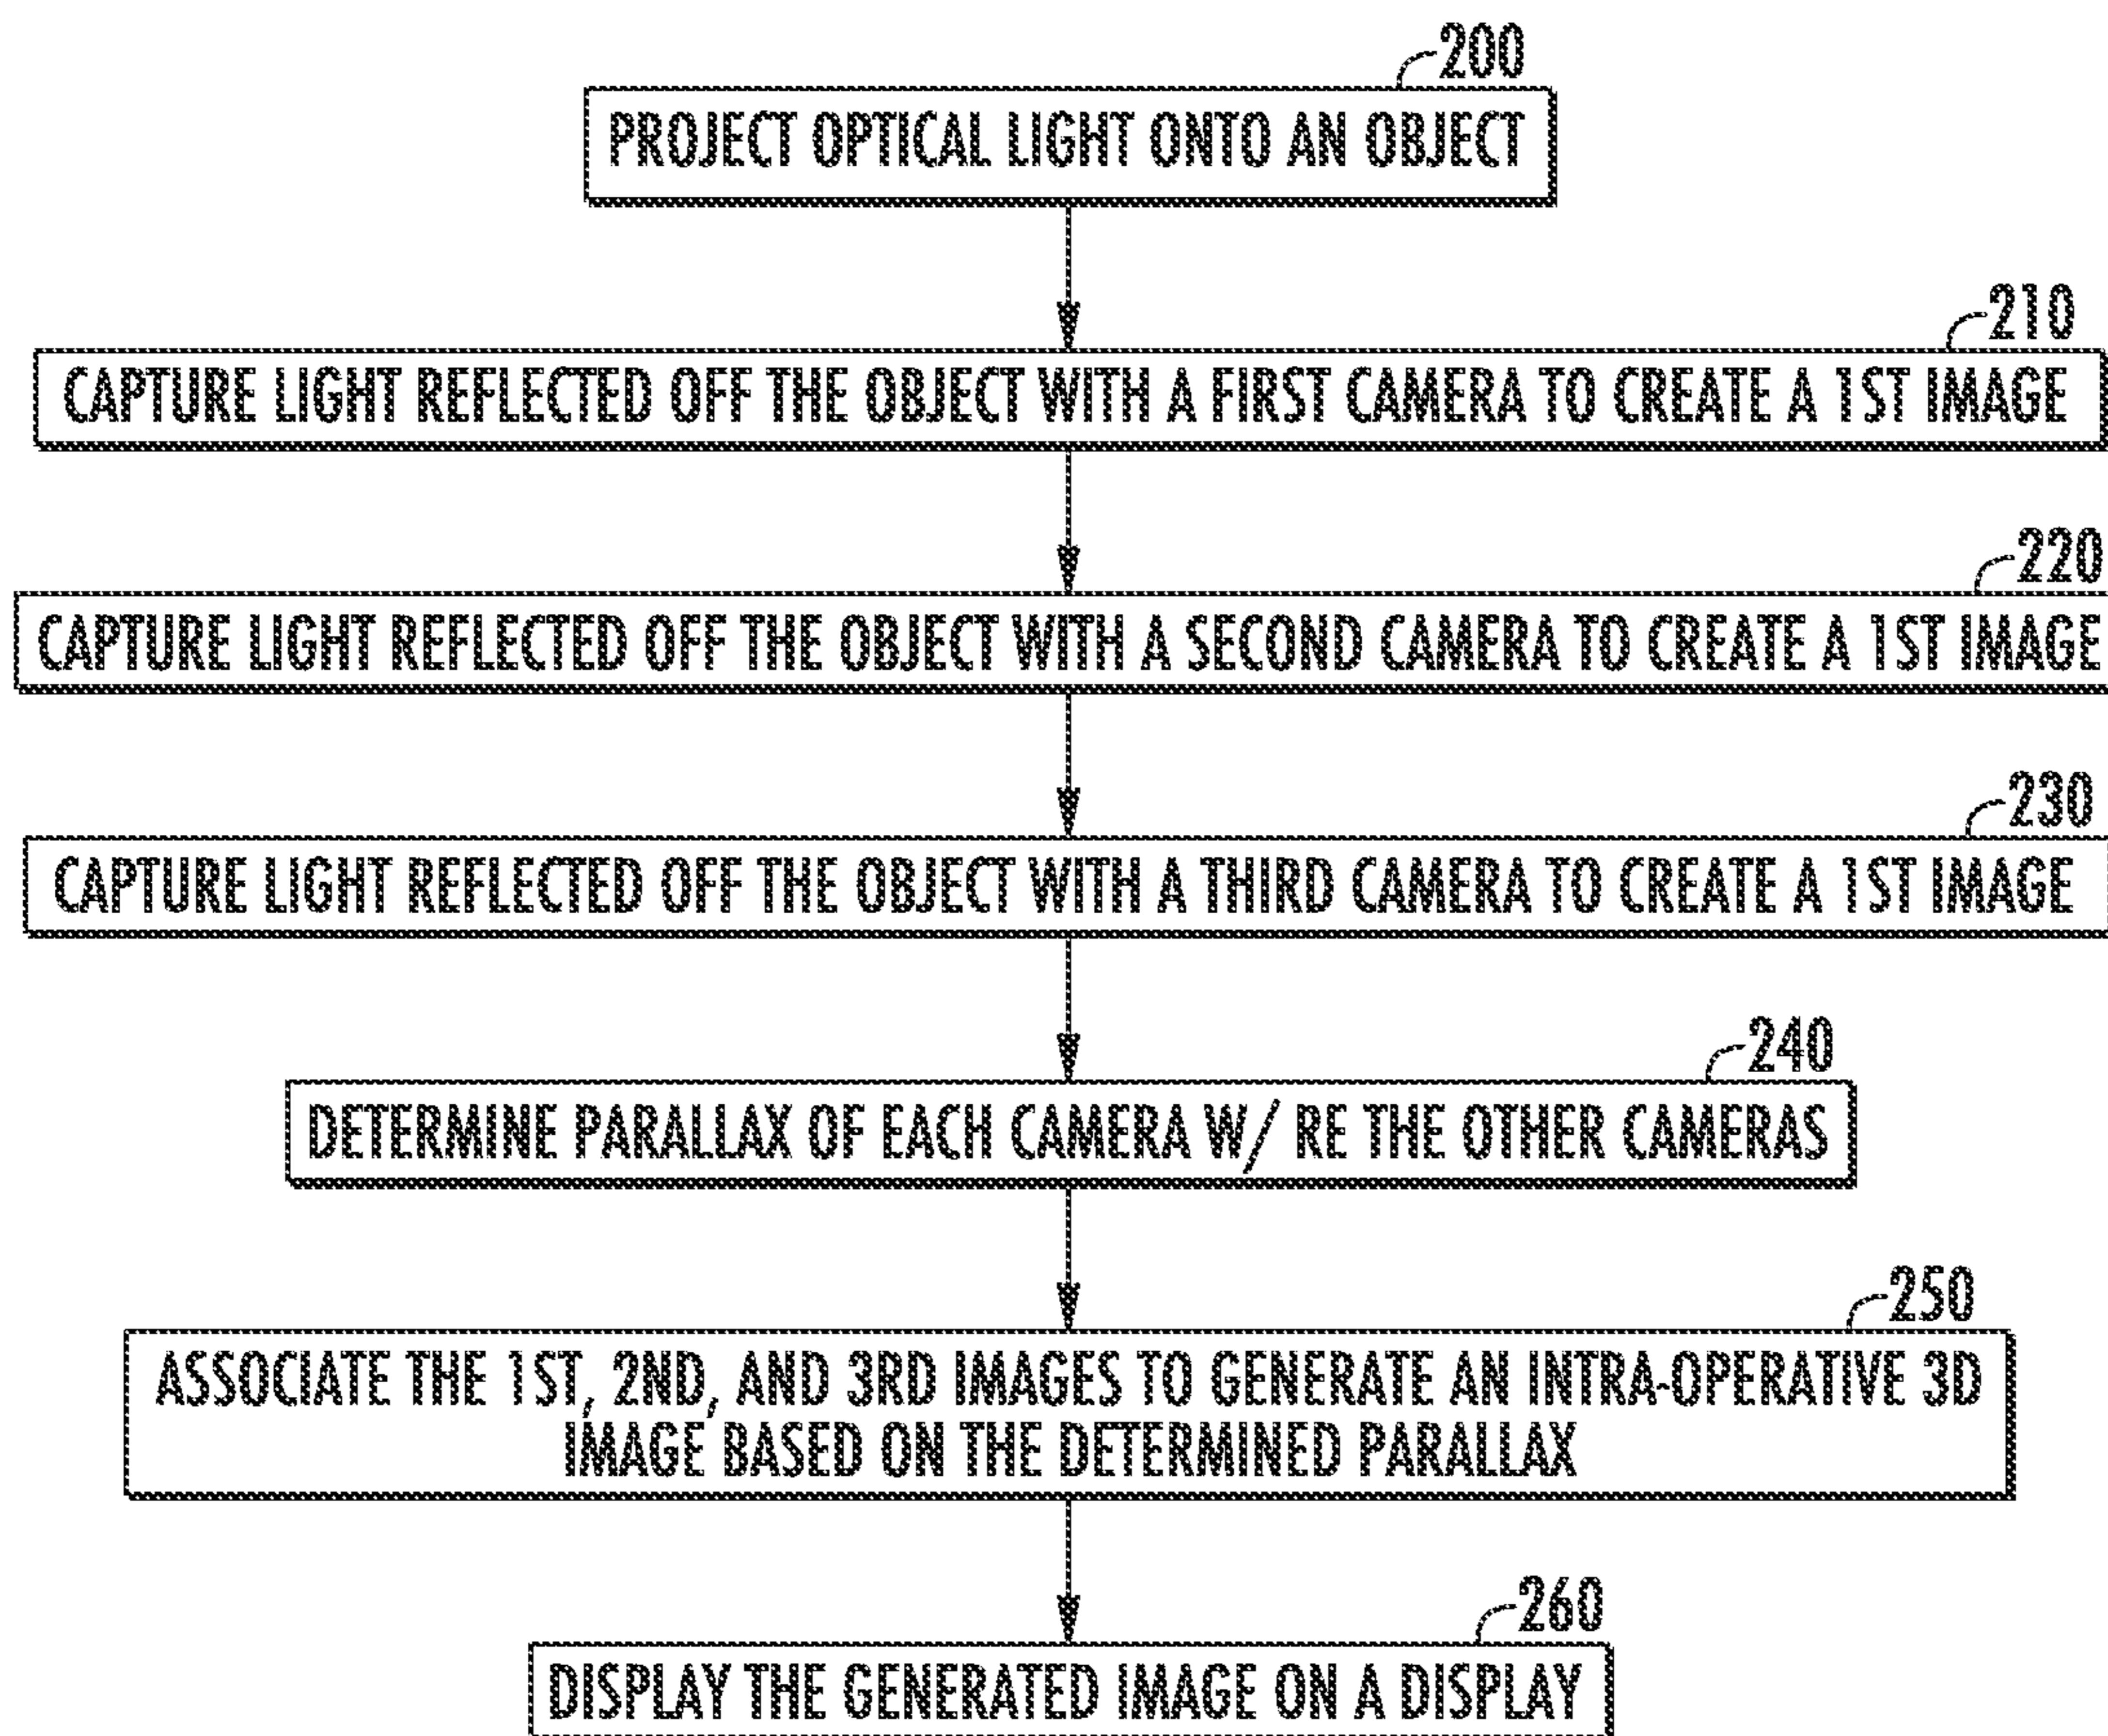 200
PROJECT OPTICAL LIGHT ONTO AN OBJECT
210
CAPTURE LIGHT REFLECTED OFF THE OBJECT WITH A FIRST CAMERA TO CREATE A 1ST IMAGE
220
CAPTURE LIGHT REFLECTED OFF THE OBJECT WITH A SECOND CAMERA TO CREATE A 1ST IMAGE
230
CAPTURE LIGHT REFLECTED OFF THE OBJECT WITH A THIRD CAMERA TO CREATE A 1ST IMAGE
240
DETERMINE PARALLAX OF EACH CAMERA W/ RE THE OTHER CAMERAS
250
ASSOCIATE THE 1ST, 2ND, AND 3RD IMAGES TO GENERATE AN INTRA-OPERATIVE 3D
IMAGE BASED ON THE DETERMINED PARALLAX
260
DISPLAY THE GENERATED IMAGE ON A DISPLAY